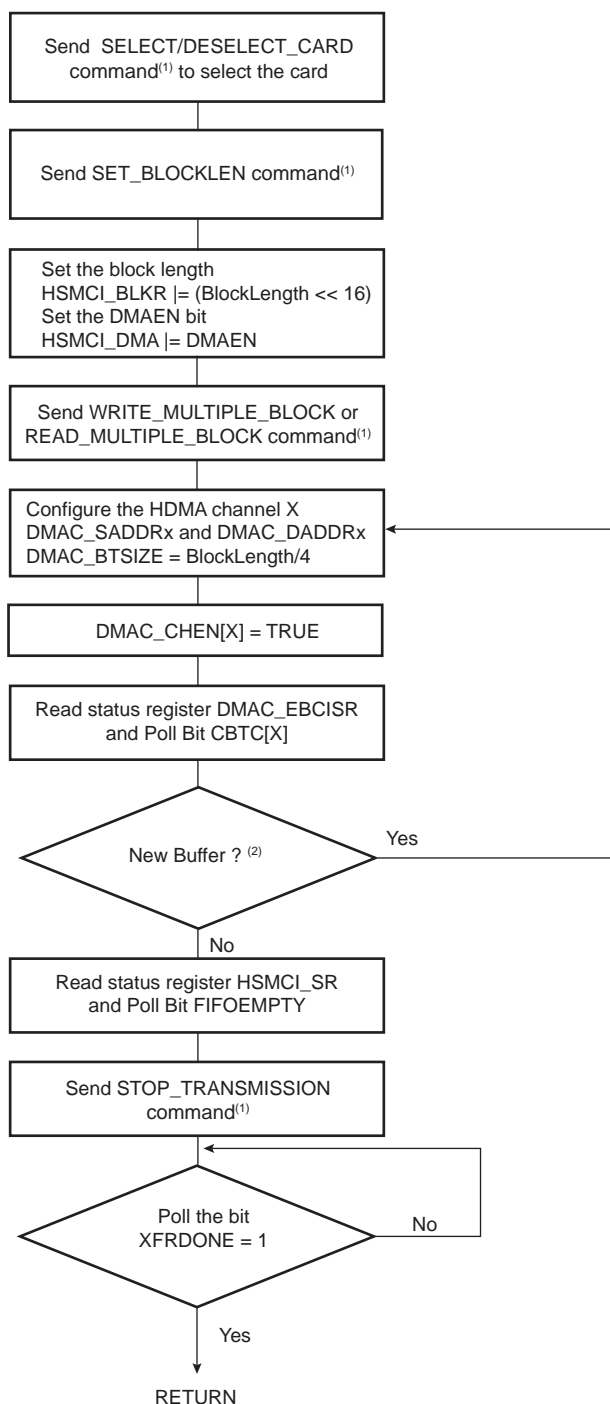 Send SELECT/DESELECT_CARD
command(1) to select the card
Send SET_BLOCKLEN command(1)
Set the block length
HSMCI_BLKR |= (BlockLength << 16)
Set the DMAEN bit
HSMCI_DMA |= DMAEN
Send WRITE_MULTIPLE_BLOCK or
READ_MULTIPLE_BLOCK command(1)
Configure the HDMA channel X
DMAC_SADDRx and DMAC_DADDRx
DMAC_BTSIZE = BlockLength/4
DMAC_CHEN[X] = TRUE
Read status register DMAC_EBCISR
and Poll Bit CBTC[X]
New Buffer ? (2)
Yes
No
Read status register HSMCI_SR
and Poll Bit FIFOEMPTY
Send STOP_TRANSMISSION
command(1)
Poll the bit
XFRDONE = 1
No
Yes
RETURN